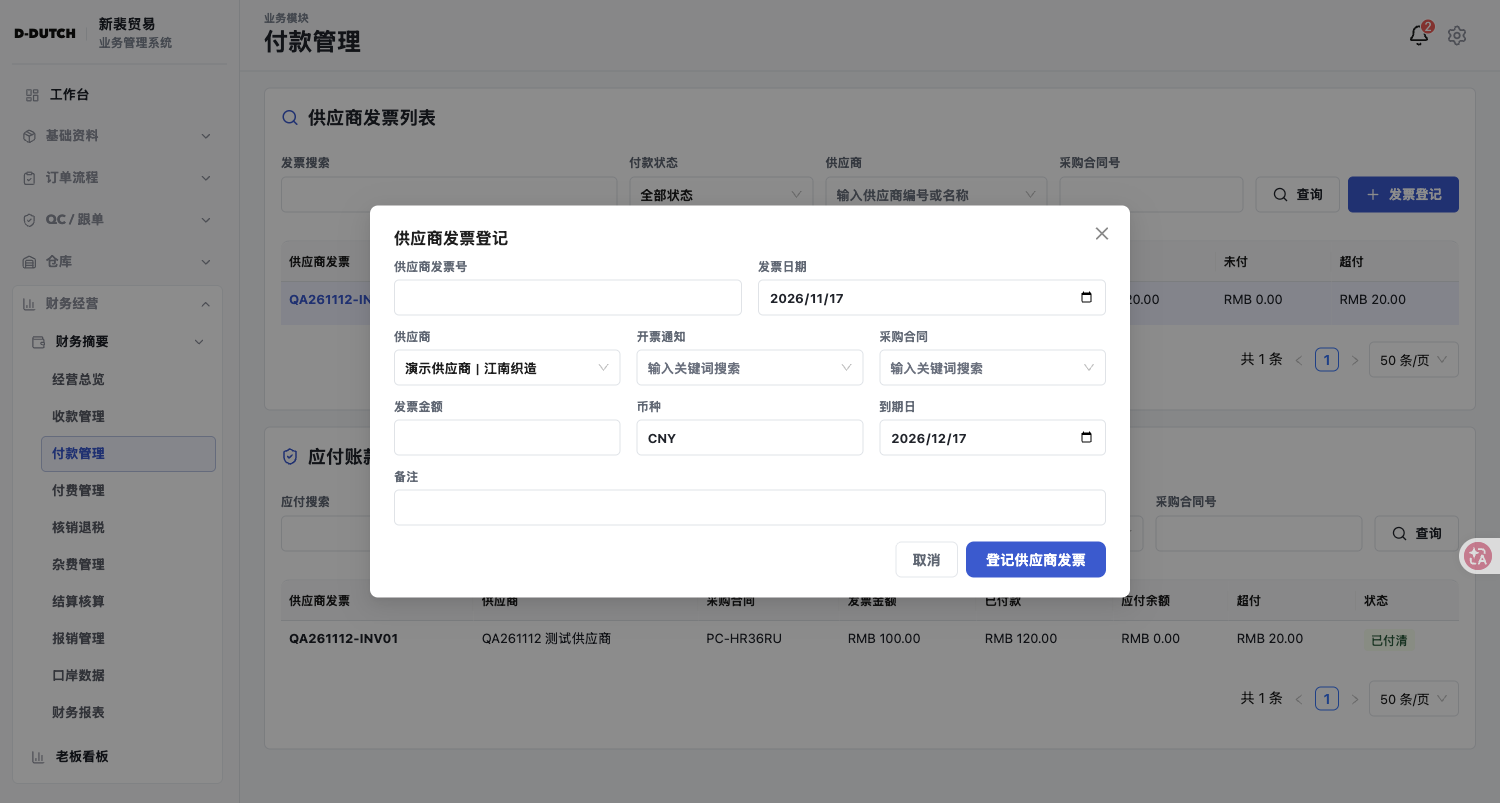 D-DUTCH
新裴贸易
业务管理系统
工作台
基础资料
订单流程
QC / 跟单
仓库
财务经营
财务摘要
经营总览
收款管理
付款管理
付费管理
核销退税
杂费管理
结算核算
报销管理
口岸数据
财务报表
老板看板
业务模块
付款管理
2
供应商发票列表
发票搜索
付款状态
供应商
采购合同号
全部状态
输入供应商编号或名称
查询
发票登记
供应商发票
未付
超付
QA261112-IN
20.00
RMB 0.00
RMB 20.00
共 1 条
1
50 条/页
供应商发票登记
供应商发票号
发票日期
2026/11/17
供应商
开票通知
采购合同
演示供应商 | 江南织造
输入关键词搜索
输入关键词搜索
发票金额
币种
到期日
CNY
2026/12/17
备注
取消
登记供应商发票
应付账款
应付搜索
采购合同号
查询
供应商发票
供应商
采购合同
发票金额
已付款
应付余额
超付
状态
QA261112-INV01
QA261112 测试供应商
PC-HR36RU
RMB 100.00
RMB 120.00
RMB 0.00
RMB 20.00
已付清
共 1 条
1
50 条/页